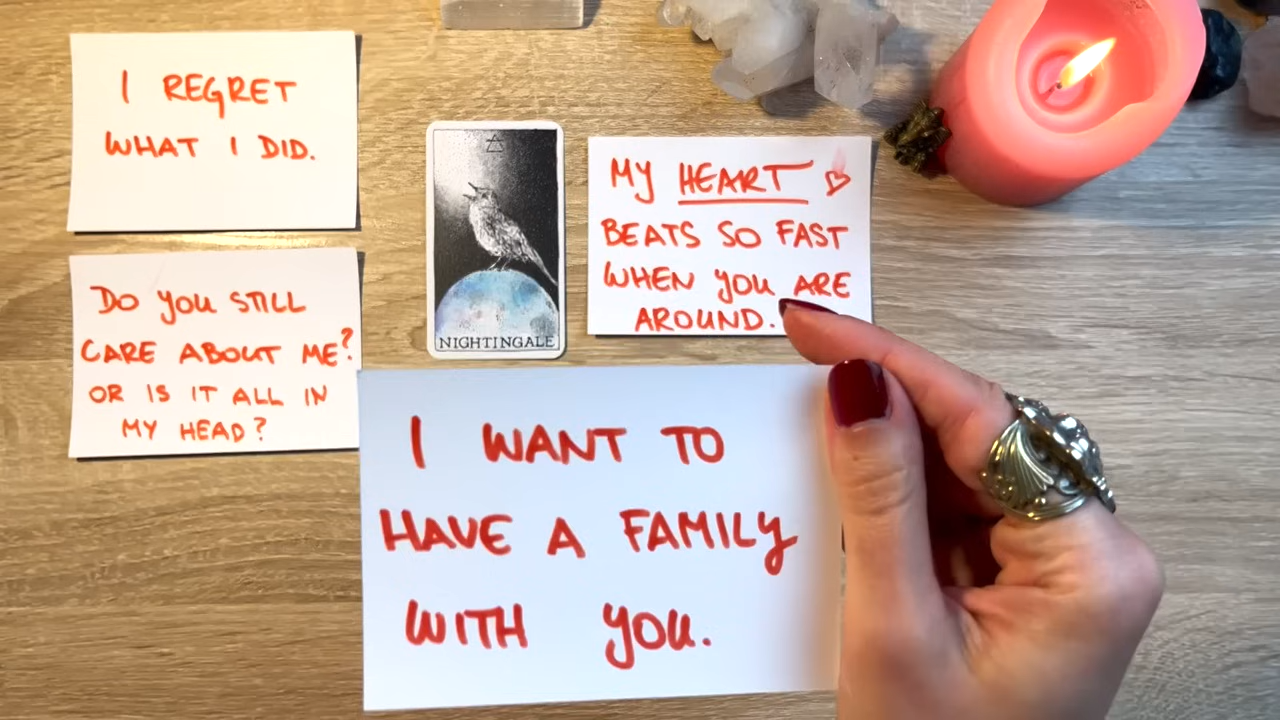 I REGRET
WHAT I DID.
DO YOU STILL
CARE ABOUT ME?
OR IS IT ALL IN
MY HEAD?
NIGHTINGALE
MY HEART
BEATS SO FAST
WHEN YOU ARE
AROUND.
I WANT TO
HAVE A FAMILY
WITH YOU.